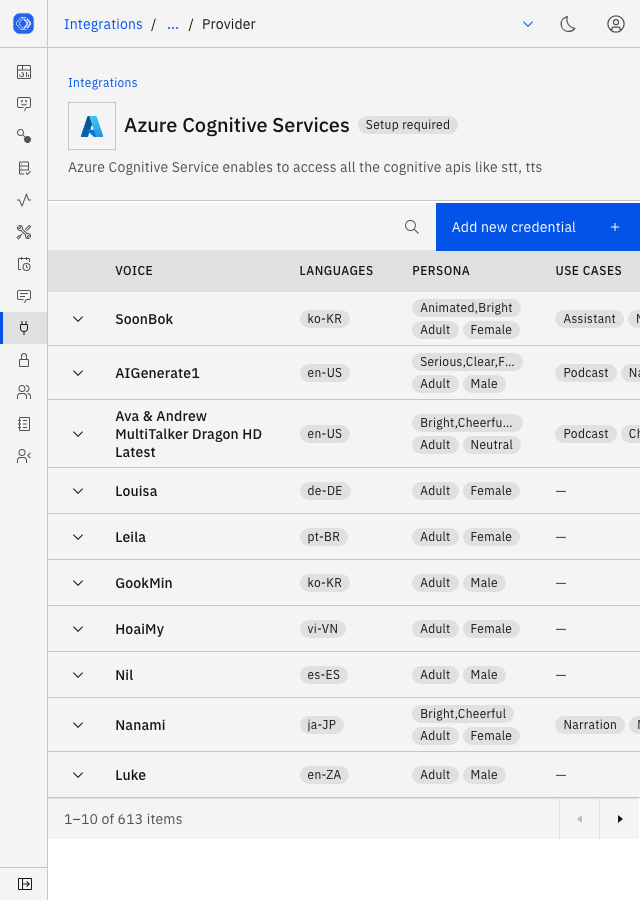 Integrations / ... / Provider
Integrations
Azure Cognitive Services Setup required
Azure Cognitive Service enables to access all the cognitive apis like stt, tts
Add new credential +
VOICE LANGUAGES PERSONA USE CASES
SoonBok ko-KR Animated,Bright Adult Female Assistant
AIGenerate1 en-US Serious,Clear,F... Adult Male Podcast
Ava & Andrew
MultiTalker Dragon HD
Latest
en-US Bright,Cheerfu... Adult Neutral Podcast
Louisa de-DE Adult Female —
Leila pt-BR Adult Female —
GookMin ko-KR Adult Male —
HoaiMy vi-VN Adult Female —
Nil es-ES Adult Male —
Nanami ja-JP Bright,Cheerful Adult Female Narration
Luke en-ZA Adult Male —
1–10 of 613 items